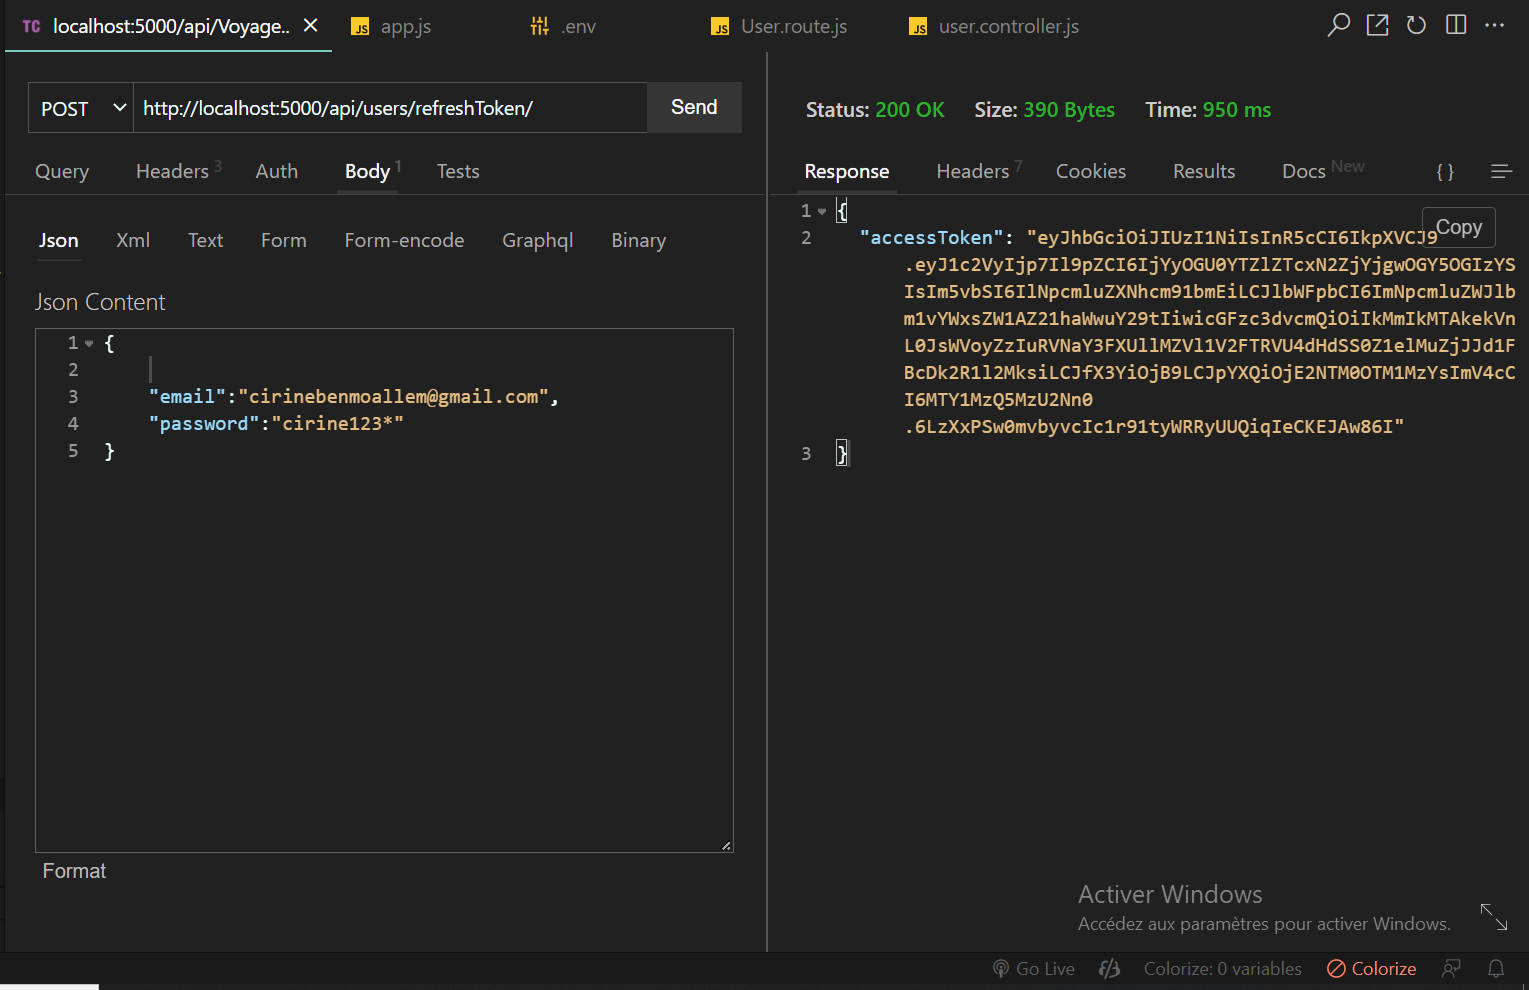 TC localhost:5000/api/Voyage..
JS app.js
.env
JS User.route.js
JS user.controller.js
POST
http://localhost:5000/api/users/refreshToken/
Send
Status: 200 OK
Size: 390 Bytes
Time: 950 ms
Query
Headers 3
Auth
Body 1
Tests
Response
Headers 7
Cookies
Results
Docs New
{ }
Json
Xml
Text
Form
Form-encode
Graphql
Binary
Json Content
1 {
2
3 "email":"cirinebenmoallem@gmail.com",
4 "password":"cirine123*"
5 }
Format
1 {
Copy
2 "accessToken": "eyJhbGciOiJIUzI1NiIsInR5cCI6IkpXVCJ9
.eyJ1c2VyIjp7Il9pZCI6IjYyOGU0YTZlZTcxN2ZjYjgwOGY5OGIzYS
IsIm5vbSI6IlNpcmluZXNhcm91bmEiLCJlbWFpbCI6ImNpcmluZWJlb
m1vYWxsZW1AZ21haWwuY29tIiwicGFzc3dvcmQiOiIkMmIkMTAkekVn
L0JsWVoyZzIuRVNaY3FXUllMZVl1V2FTRVU4dHdSS0Z1elMuZjJJd1F
BcDk2R1l2MksiLCJfX3YiOjB9LCJpYXQiOjE2NTM0OTM1MzYsImV4cC
I6MTY1MzQ5MzU2Nn0
.6LzXxPSw0mvbyvcIc1r91tyWRRyUUQiqIeCKEJAw86I"
3 }
Activer Windows
Accédez aux paramètres pour activer Windows.
Go Live
Colorize: 0 variables
Colorize